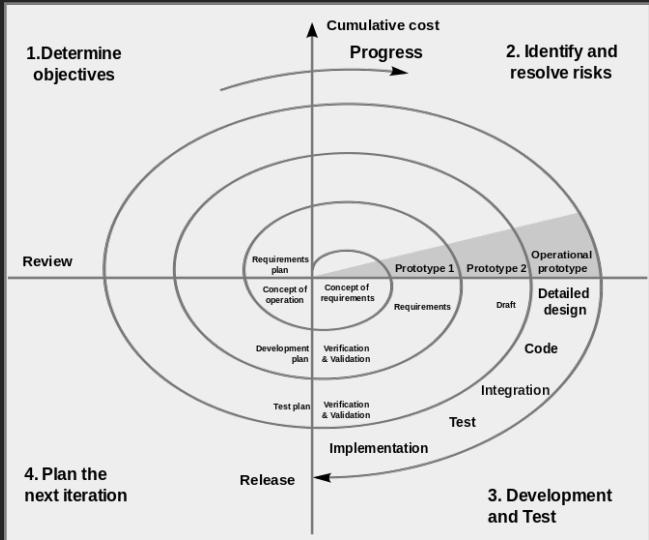 Cumulative cost
Progress
1.Determine
objectives
2. Identify and
resolve risks
Review
Requirements
plan
Prototype 1
Prototype 2
Operational
prototype
Concept of
operation
Concept of
requirements
Requirements
Draft
Detailed
design
Development
plan
Verification
& Validation
Code
Integration
Test plan
Verification
& Validation
Test
Implementation
Release
4. Plan the
next iteration
3. Development
and Test